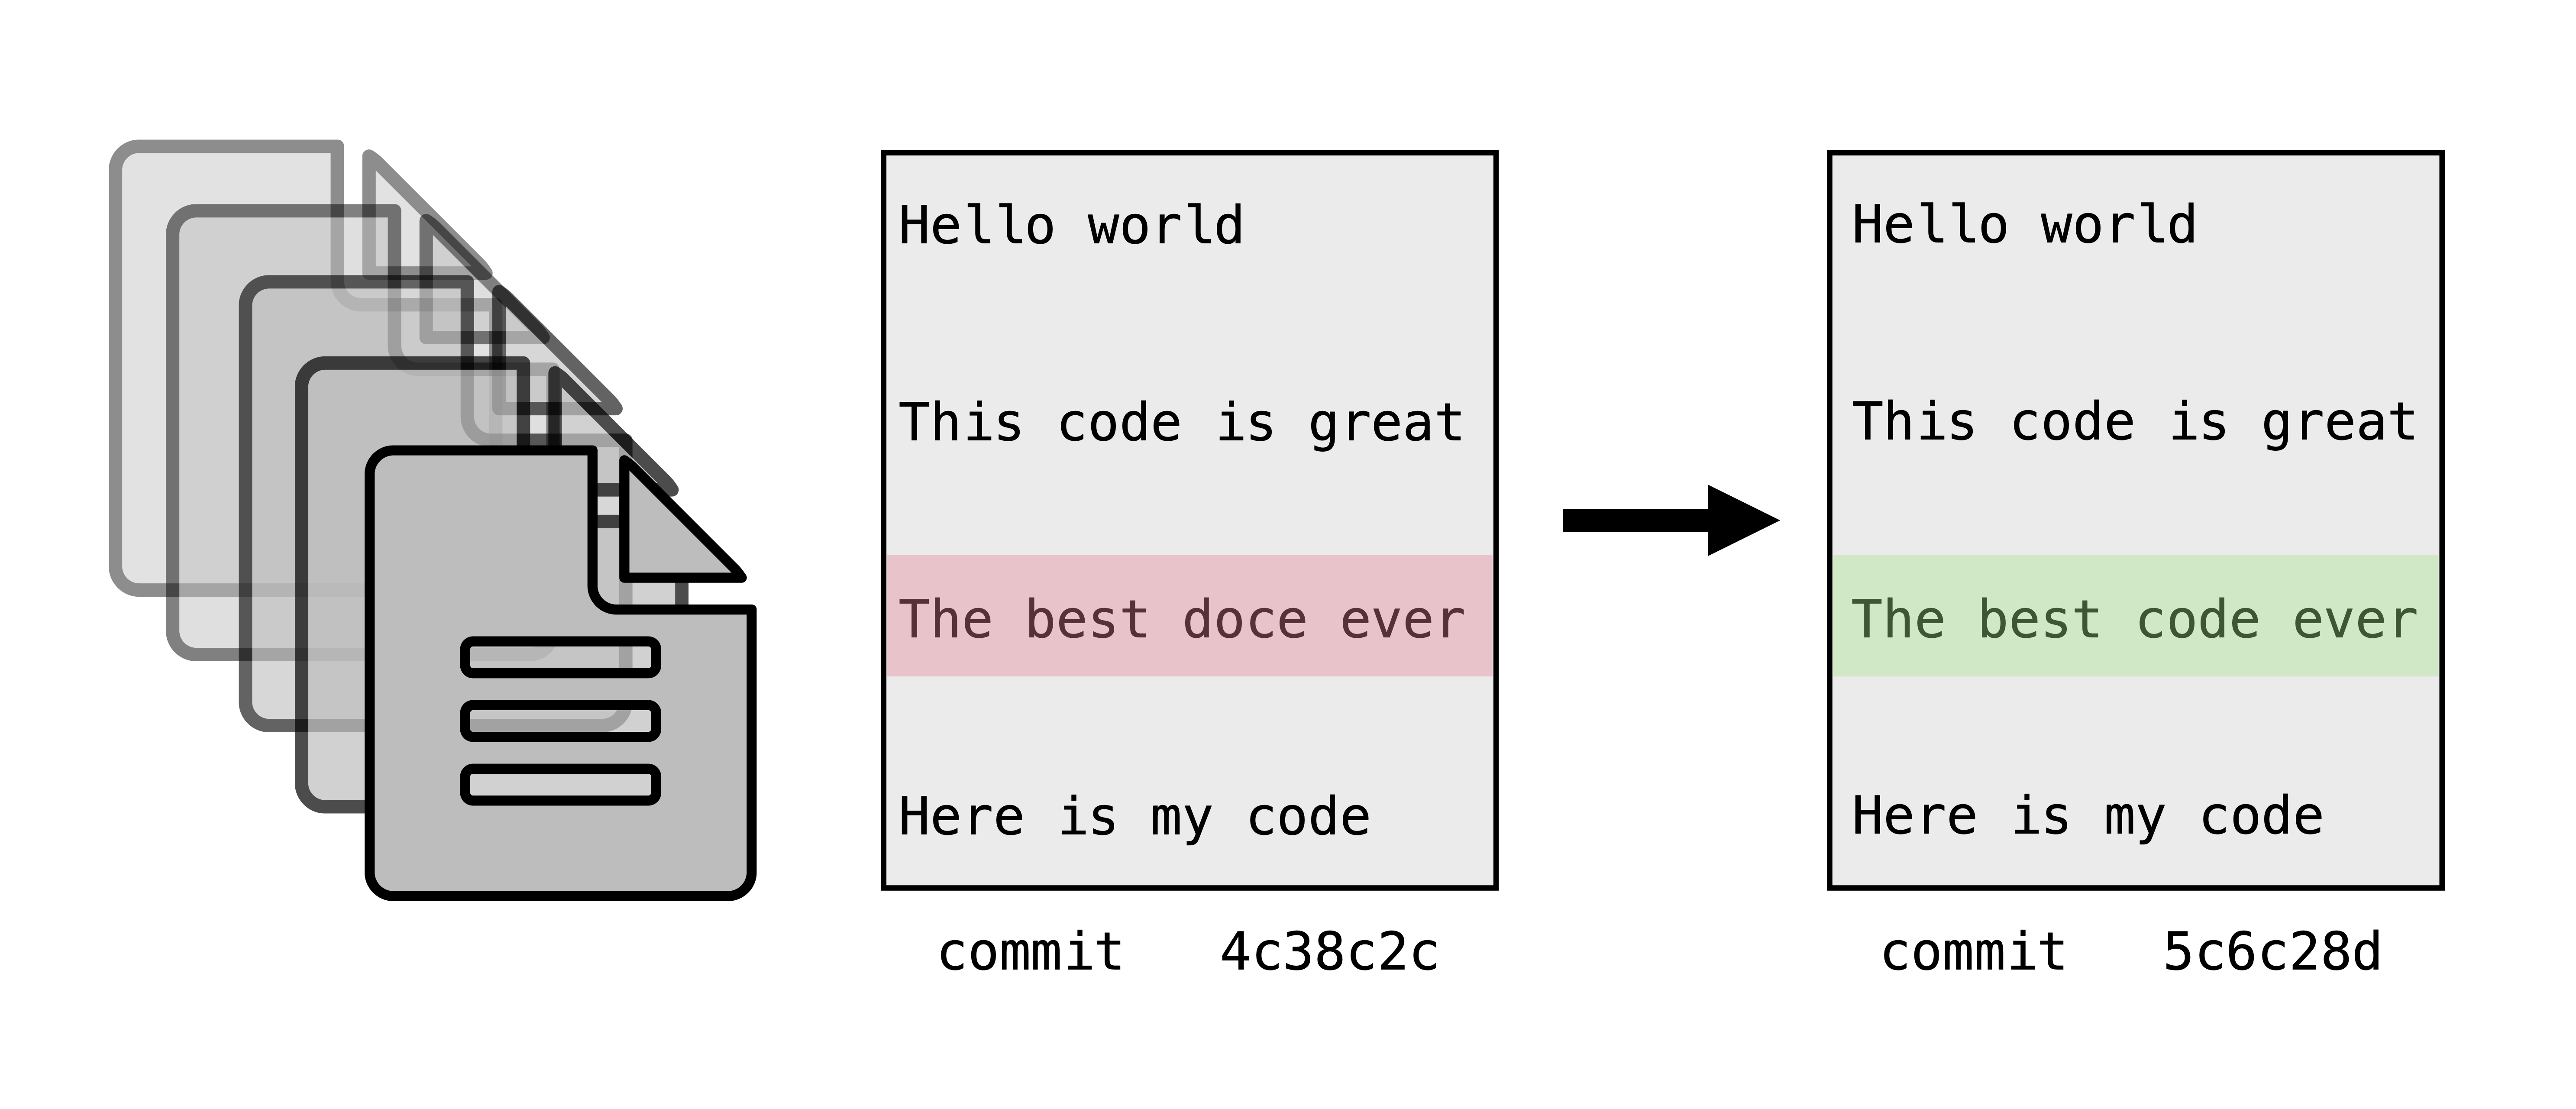 Hello world
This code is great
The best doce ever
Here is my code
commit 4c38c2c
Hello world
This code is great
The best code ever
Here is my code
commit 5c6c28d